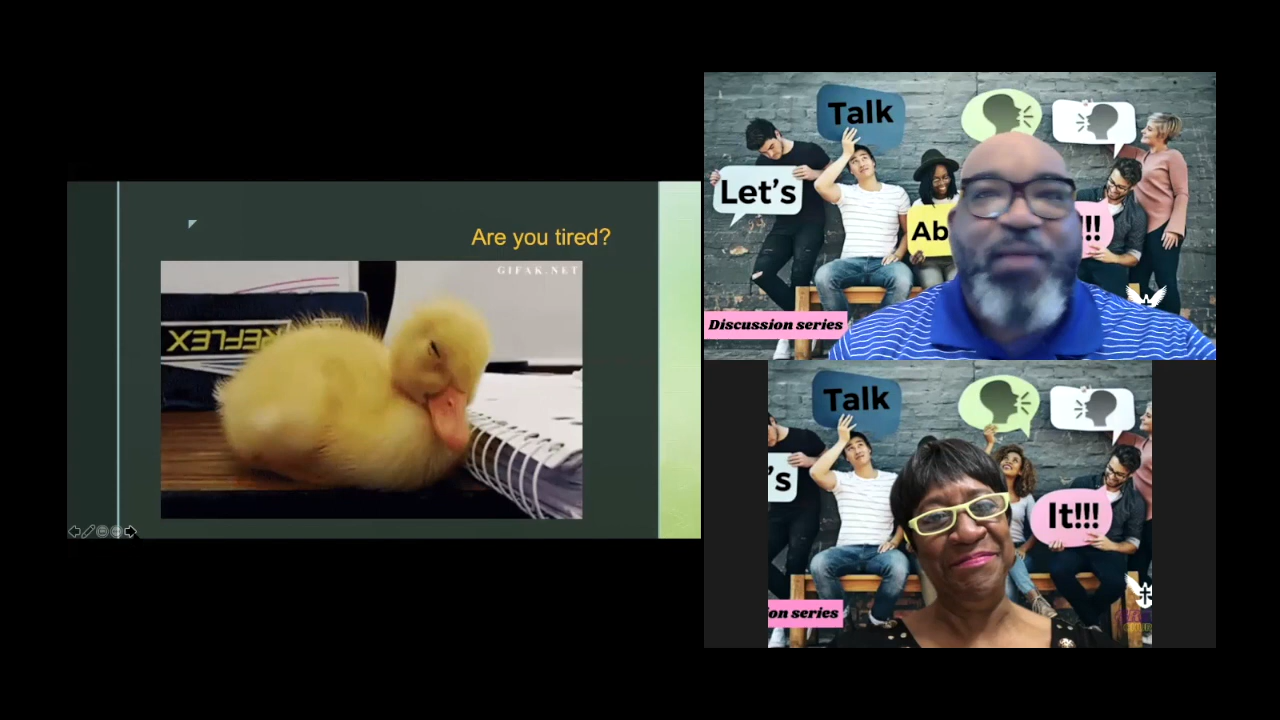 Are you tired?
GIFAK.NET
REFLEX
Talk
Let's
Ab
!!!
Discussion series
Talk
's
It!!!
on series